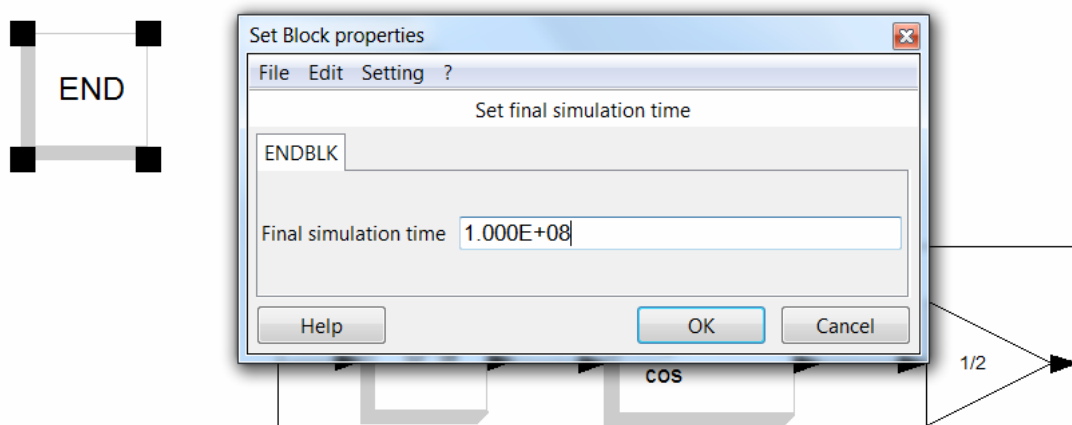 END
Set Block properties
File Edit Setting ?
Set final simulation time
ENDBLK
Final simulation time 1.000E+08
Help OK Cancel
cos
1/2